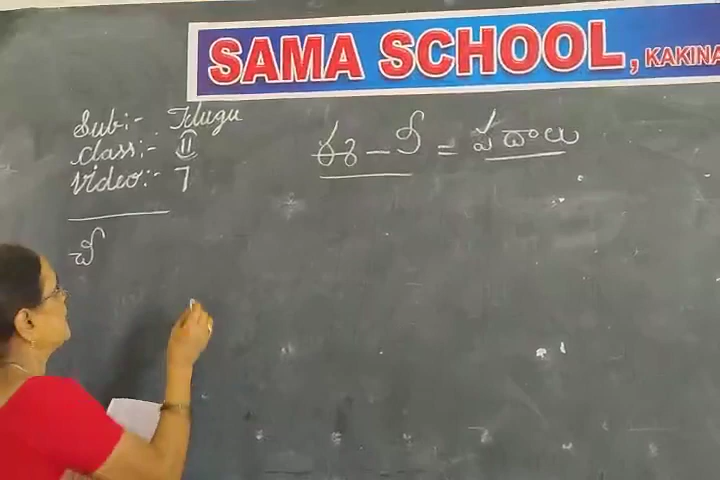 SAMA SCHOOL, KAKINA
Sub:- Telugu
class:- II
Video:- 7
ఈ - ీ = పదాలు
చీ